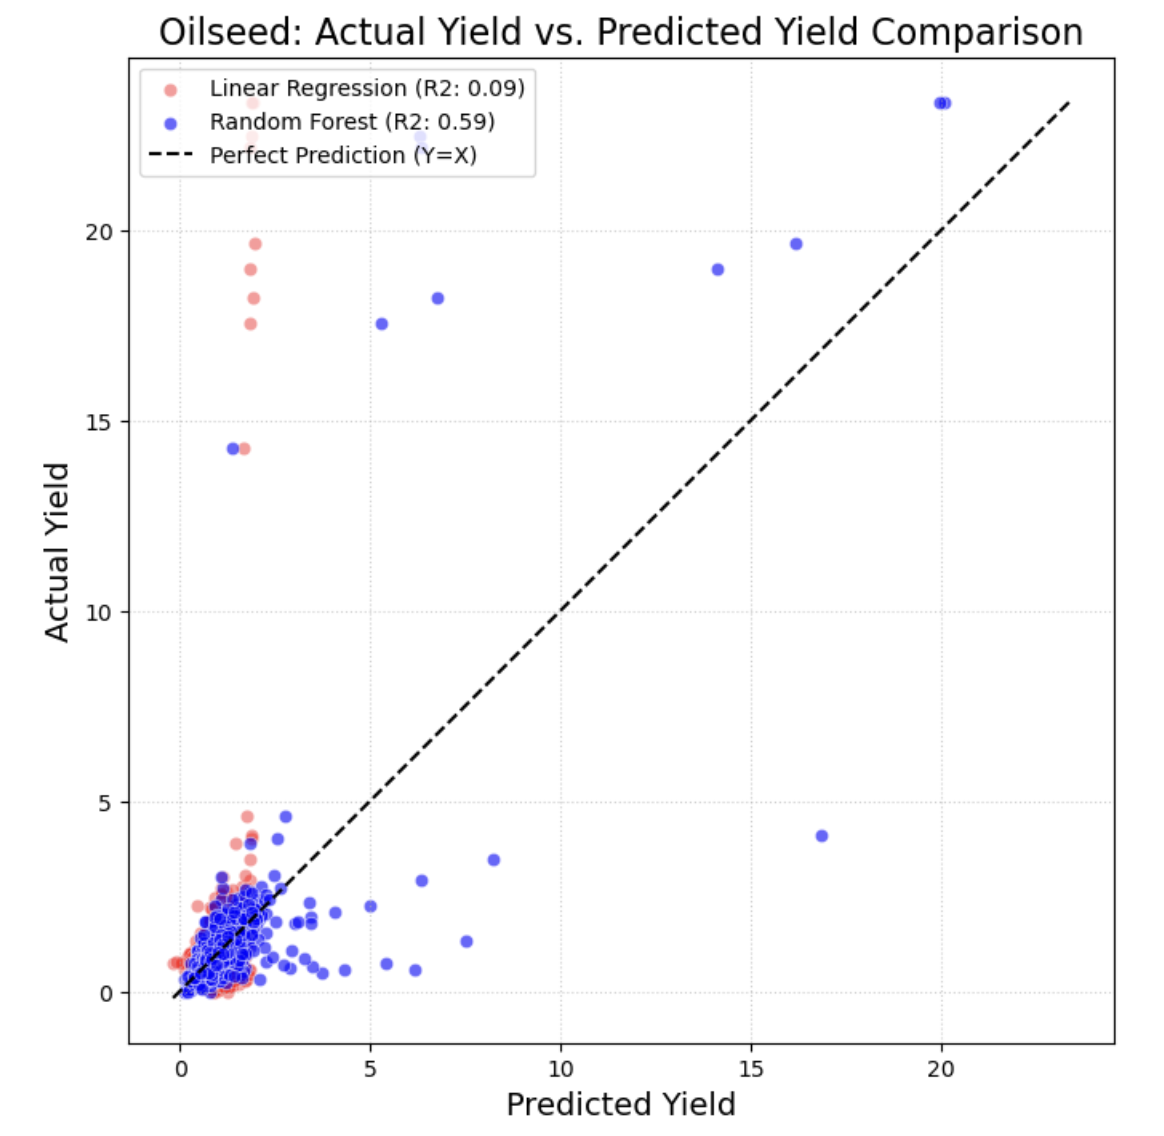 Oilseed: Actual Yield vs. Predicted Yield Comparison
Linear Regression (R2: 0.09)
Random Forest (R2: 0.59)
Perfect Prediction (Y=X)
20
15
10
5
0
Actual Yield
0 5 10 15 20
Predicted Yield